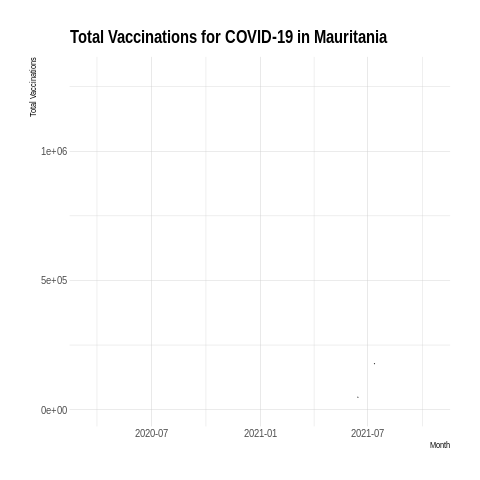 Total Vaccinations for COVID-19 in Mauritania
Total Vaccinations
1e+06
5e+05
0e+00
2020-07
2021-01
2021-07
Month